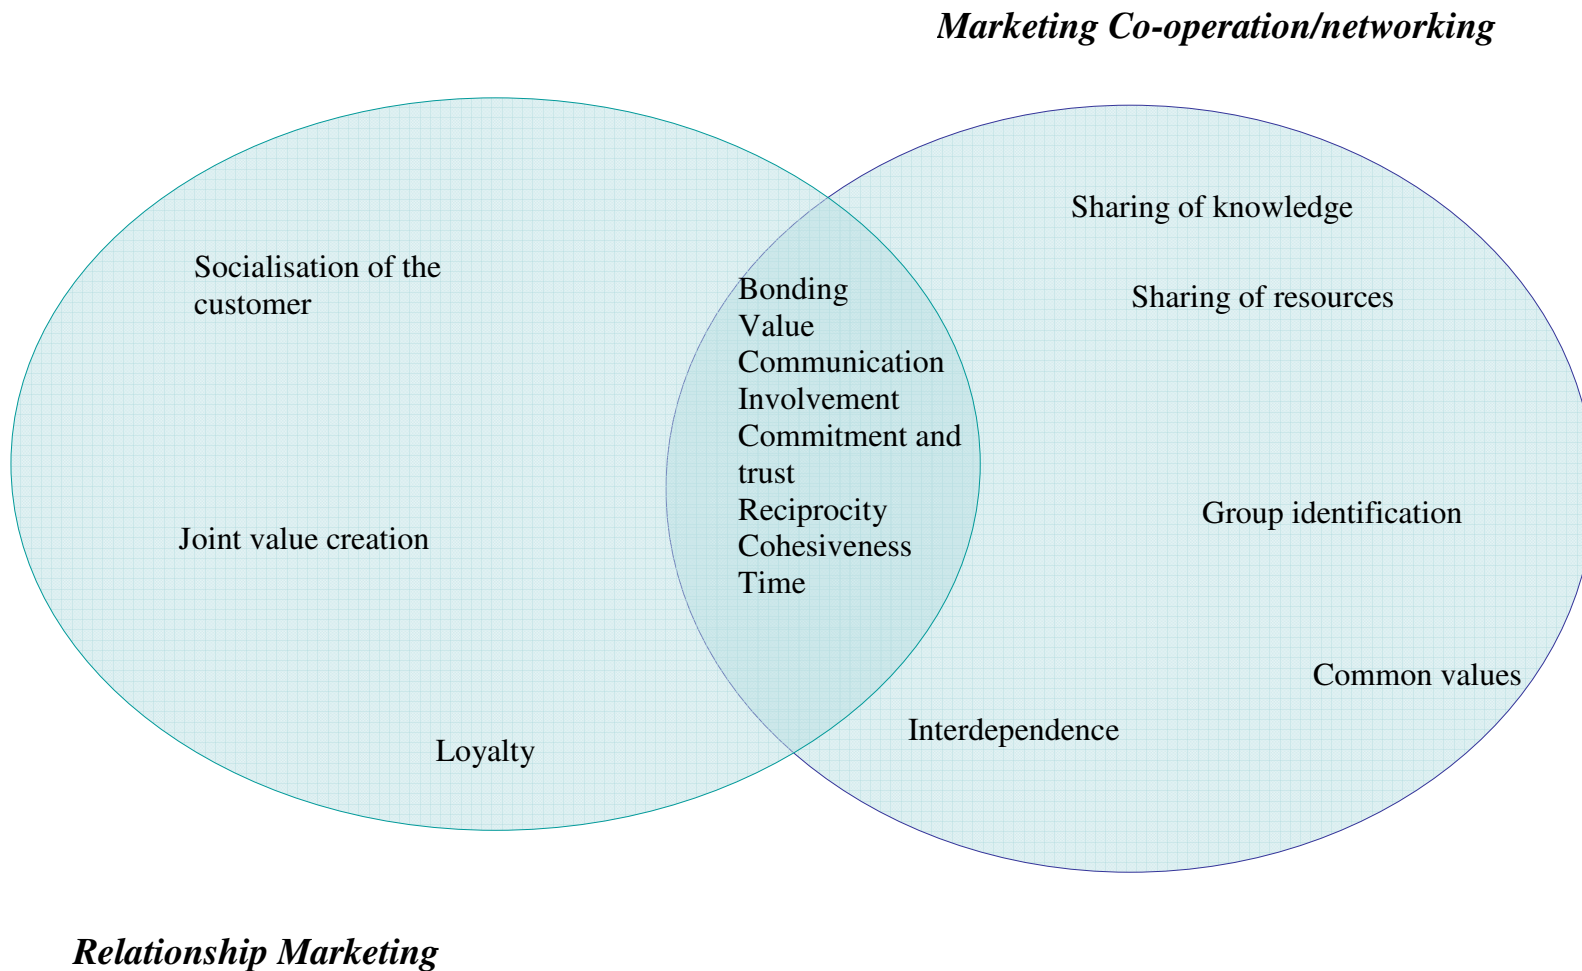 Marketing Co-operation/networking
Sharing of knowledge
Socialisation of the
customer
Sharing of resources
Bonding
Value
Communication
Involvement
Commitment and
trust
Reciprocity
Cohesiveness
Time
Group identification
Joint value creation
Common values
Interdependence
Loyalty
Relationship Marketing